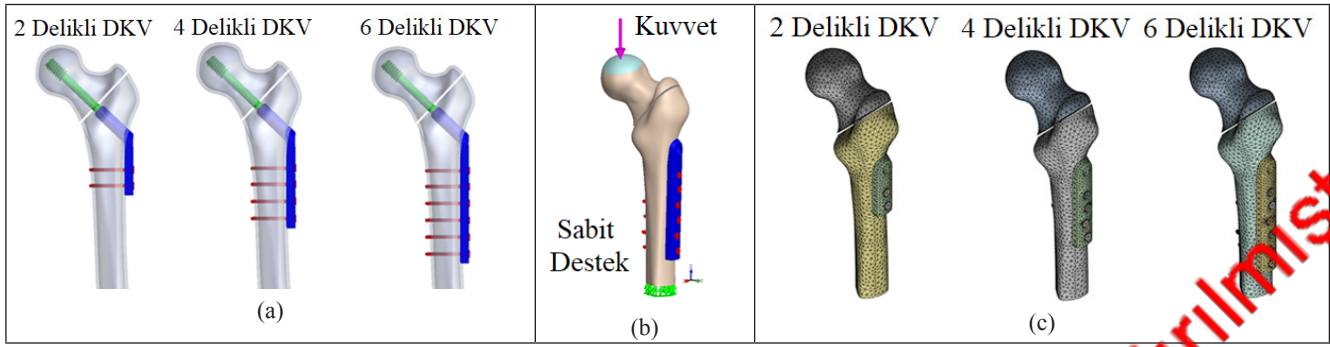 2 Delikli DKV 4 Delikli DKV 6 Delikli DKV
(a)
Kuvvet
Sabit
Destek
(b)
2 Delikli DKV 4 Delikli DKV 6 Delikli DKV
(c)